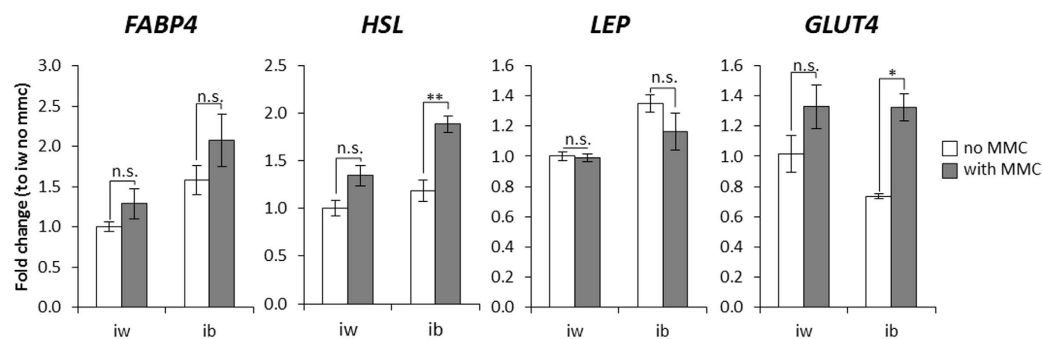 FABP4 HSL LEP GLUT4
Fold change (to iw no mmc)
3.0
2.5
2.0
1.5
1.0
0.5
0.0
n.s.
n.s.
iw ib
2.5
2.0
1.5
1.0
0.5
0.0
n.s.
**
iw ib
1.6
1.4
1.2
1.0
0.8
0.6
0.4
0.2
0.0
n.s.
n.s.
iw ib
1.6
1.4
1.2
1.0
0.8
0.6
0.4
0.2
0.0
n.s.
*
iw ib
no MMC
with MMC